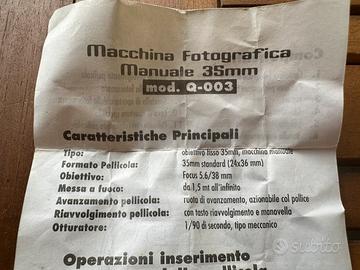 Macchina Fotografica
Manuale 35mm
mod. Q-003
Caratteristiche Principali
Tipo: obiettivo fisso 35mm, macchina manuale
Formato Pellicola: 35mm standard (24x36 mm)
Obiettivo: Focus 5.6/38 mm
Messa a fuoco: da 1,5 mt all'infinito
Avanzamento pellicola: ruota di avanzamento, azionabile col pollice
Riavvolgimento pellicola: con tasto riavvolgimento e manovella
Otturatore: 1/90 di secondo, tipo meccanico
Operazioni inserimento
della pellicola
subito